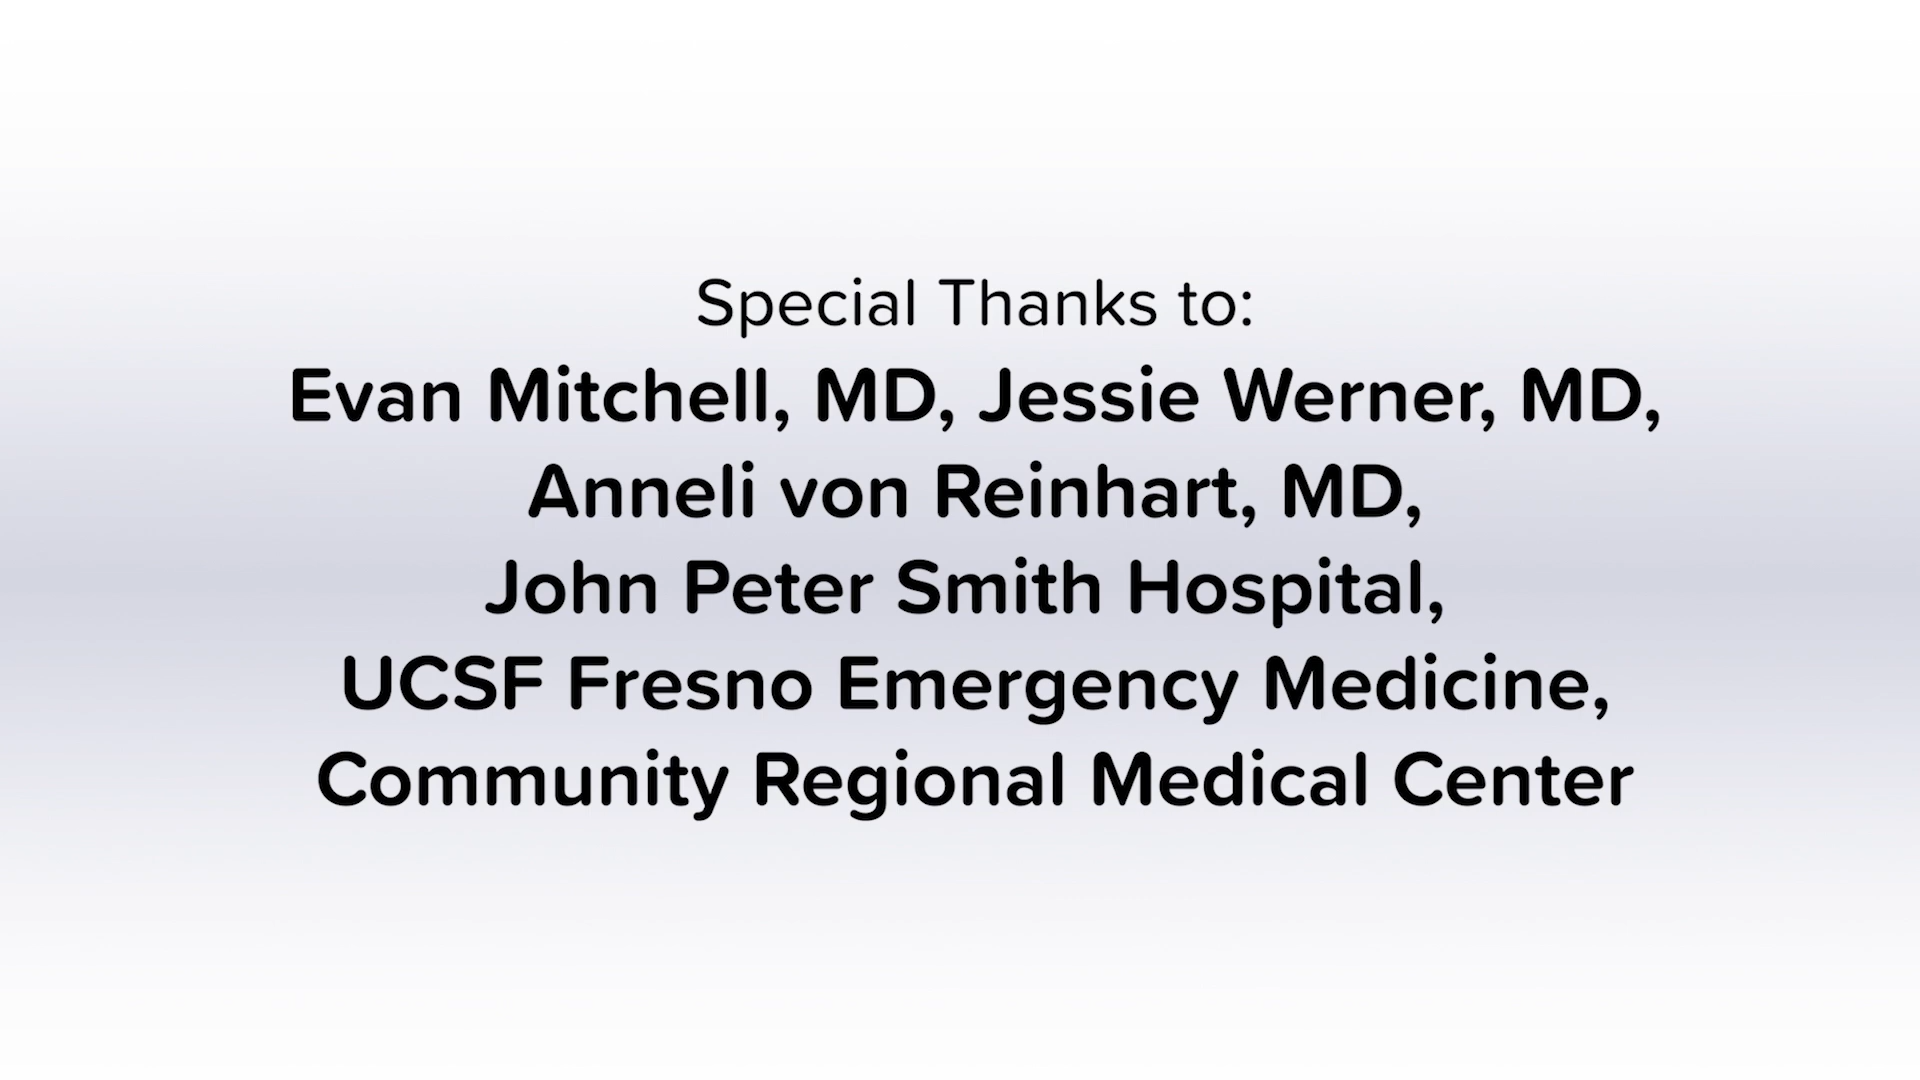 Special Thanks to:
Evan Mitchell, MD, Jessie Werner, MD,
Anneli von Reinhart, MD,
John Peter Smith Hospital,
UCSF Fresno Emergency Medicine,
Community Regional Medical Center